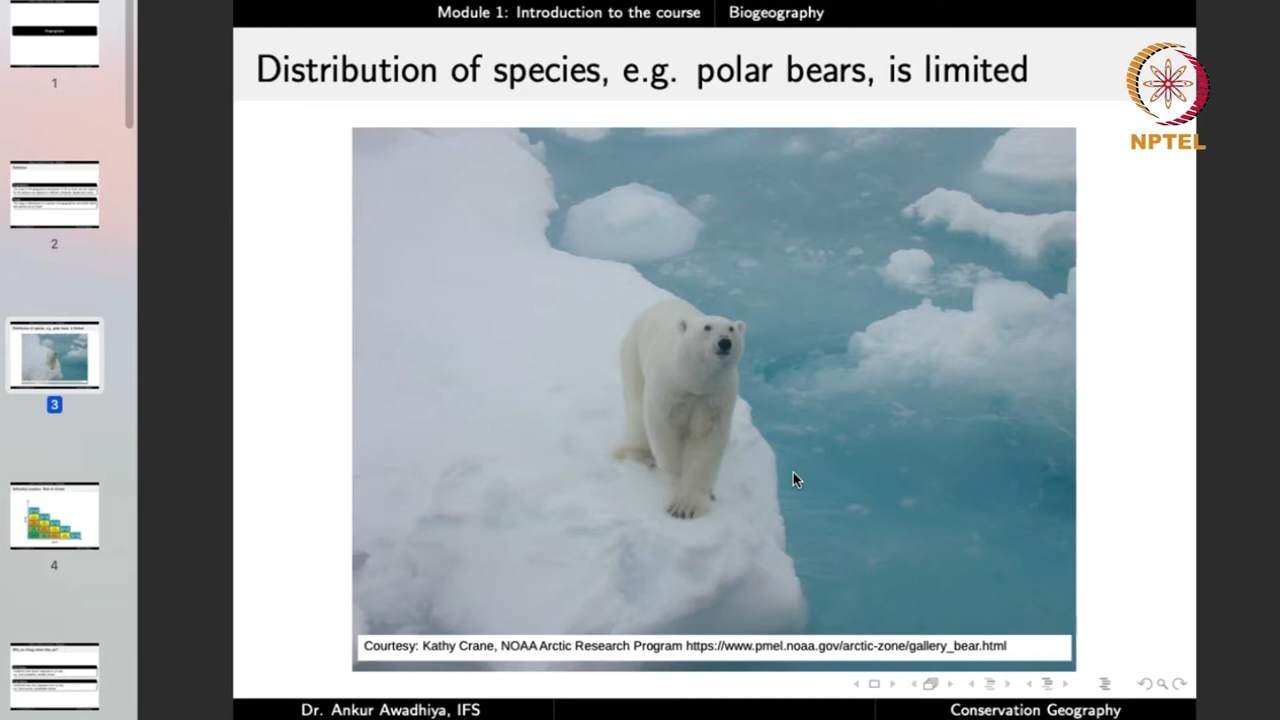 Module 1: Introduction to the course
Biogeography
Distribution of species, e.g. polar bears, is limited
NPTEL
1
2
3
4
Courtesy: Kathy Crane, NOAA Arctic Research Program https://www.pmel.noaa.gov/arctic-zone/gallery_bear.html
Dr. Ankur Awadhiya, IFS
Conservation Geography